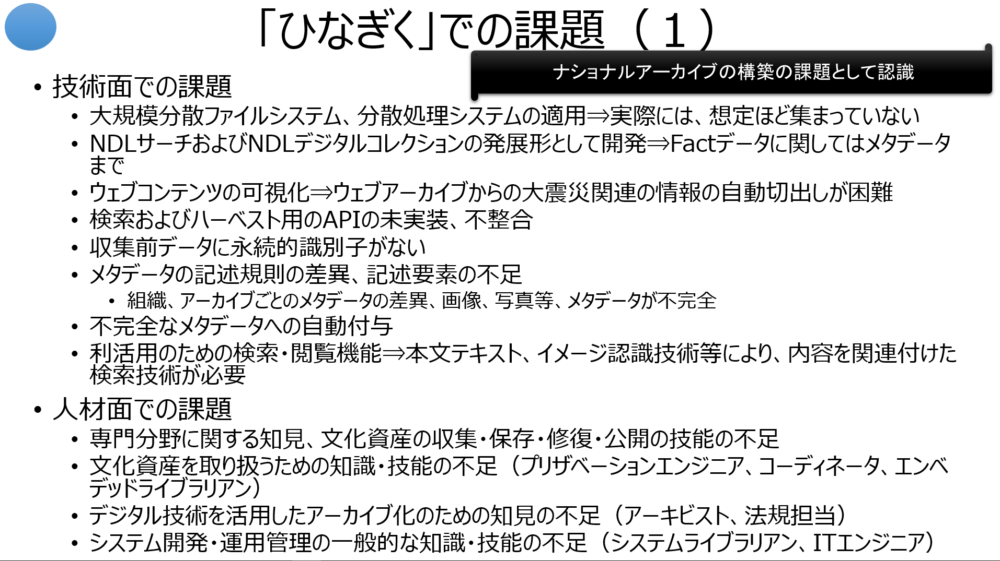 「ひなぎく」での課題（１）
ナショナルアーカイブの構築の課題として認識
• 技術面での課題
• 大規模分散ファイルシステム、分散処理システムの適用⇒実際には、想定ほど集まっていない
• NDLサーチおよびNDLデジタルコレクションの発展形として開発⇒Factデータに関してはメタデータ
まで
• ウェブコンテンツの可視化⇒ウェブアーカイブからの大震災関連の情報の自動切出しが困難
• 検索およびハーベスト用のAPIの未実装、不整合
• 収集前データに永続的識別子がない
• メタデータの記述規則の差異、記述要素の不足
• 組織、アーカイブごとのメタデータの差異、画像、写真等、メタデータが不完全
• 不完全なメタデータへの自動付与
• 利活用のための検索・閲覧機能⇒本文テキスト、イメージ認識技術等により、内容を関連付けた
検索技術が必要
• 人材面での課題
• 専門分野に関する知見、文化資産の収集・保存・修復・公開の技能の不足
• 文化資産を取り扱うための知識・技能の不足（プリザベーションエンジニア、コーディネータ、エンベ
デッドライブラリアン）
• デジタル技術を活用したアーカイブ化のための知見の不足（アーキビスト、法規担当）
• システム開発・運用管理の一般的な知識・技能の不足（システムライブラリアン、ITエンジニア）